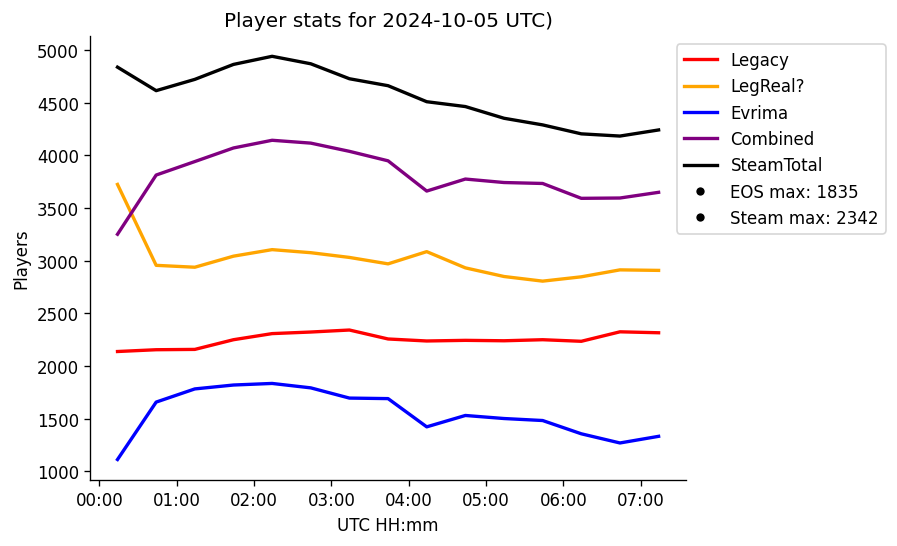 Player stats for 2024-10-05 UTC)
5000
4500
4000
3500
3000
2500
2000
1500
1000
Players
00:00 01:00 02:00 03:00 04:00 05:00 06:00 07:00
UTC HH:mm
Legacy
LegReal?
Evrima
Combined
SteamTotal
EOS max: 1835
Steam max: 2342